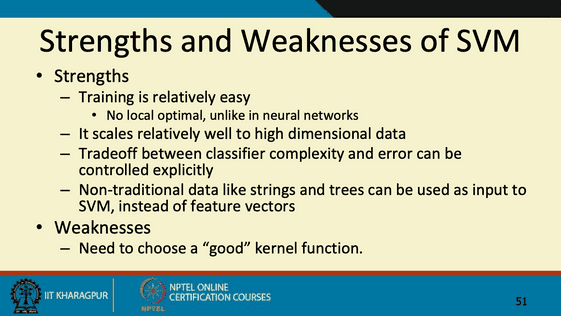 Strengths and Weaknesses of SVM
• Strengths
– Training is relatively easy
• No local optimal, unlike in neural networks
– It scales relatively well to high dimensional data
– Tradeoff between classifier complexity and error can be
controlled explicitly
– Non-traditional data like strings and trees can be used as input to
SVM, instead of feature vectors
• Weaknesses
– Need to choose a “good” kernel function.
IIT KHARAGPUR
NPTEL
NPTEL ONLINE
CERTIFICATION COURSES
51